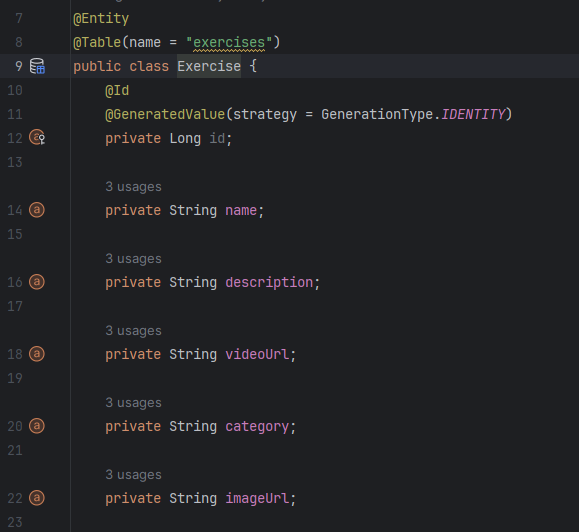 7 @Entity
8 @Table(name = "exercises")
9 public class Exercise {
10 @Id
11 @GeneratedValue(strategy = GenerationType.IDENTITY)
12 private Long id;
13
3 usages
14 private String name;
15
3 usages
16 private String description;
17
3 usages
18 private String videoUrl;
19
3 usages
20 private String category;
21
3 usages
22 private String imageUrl;
23